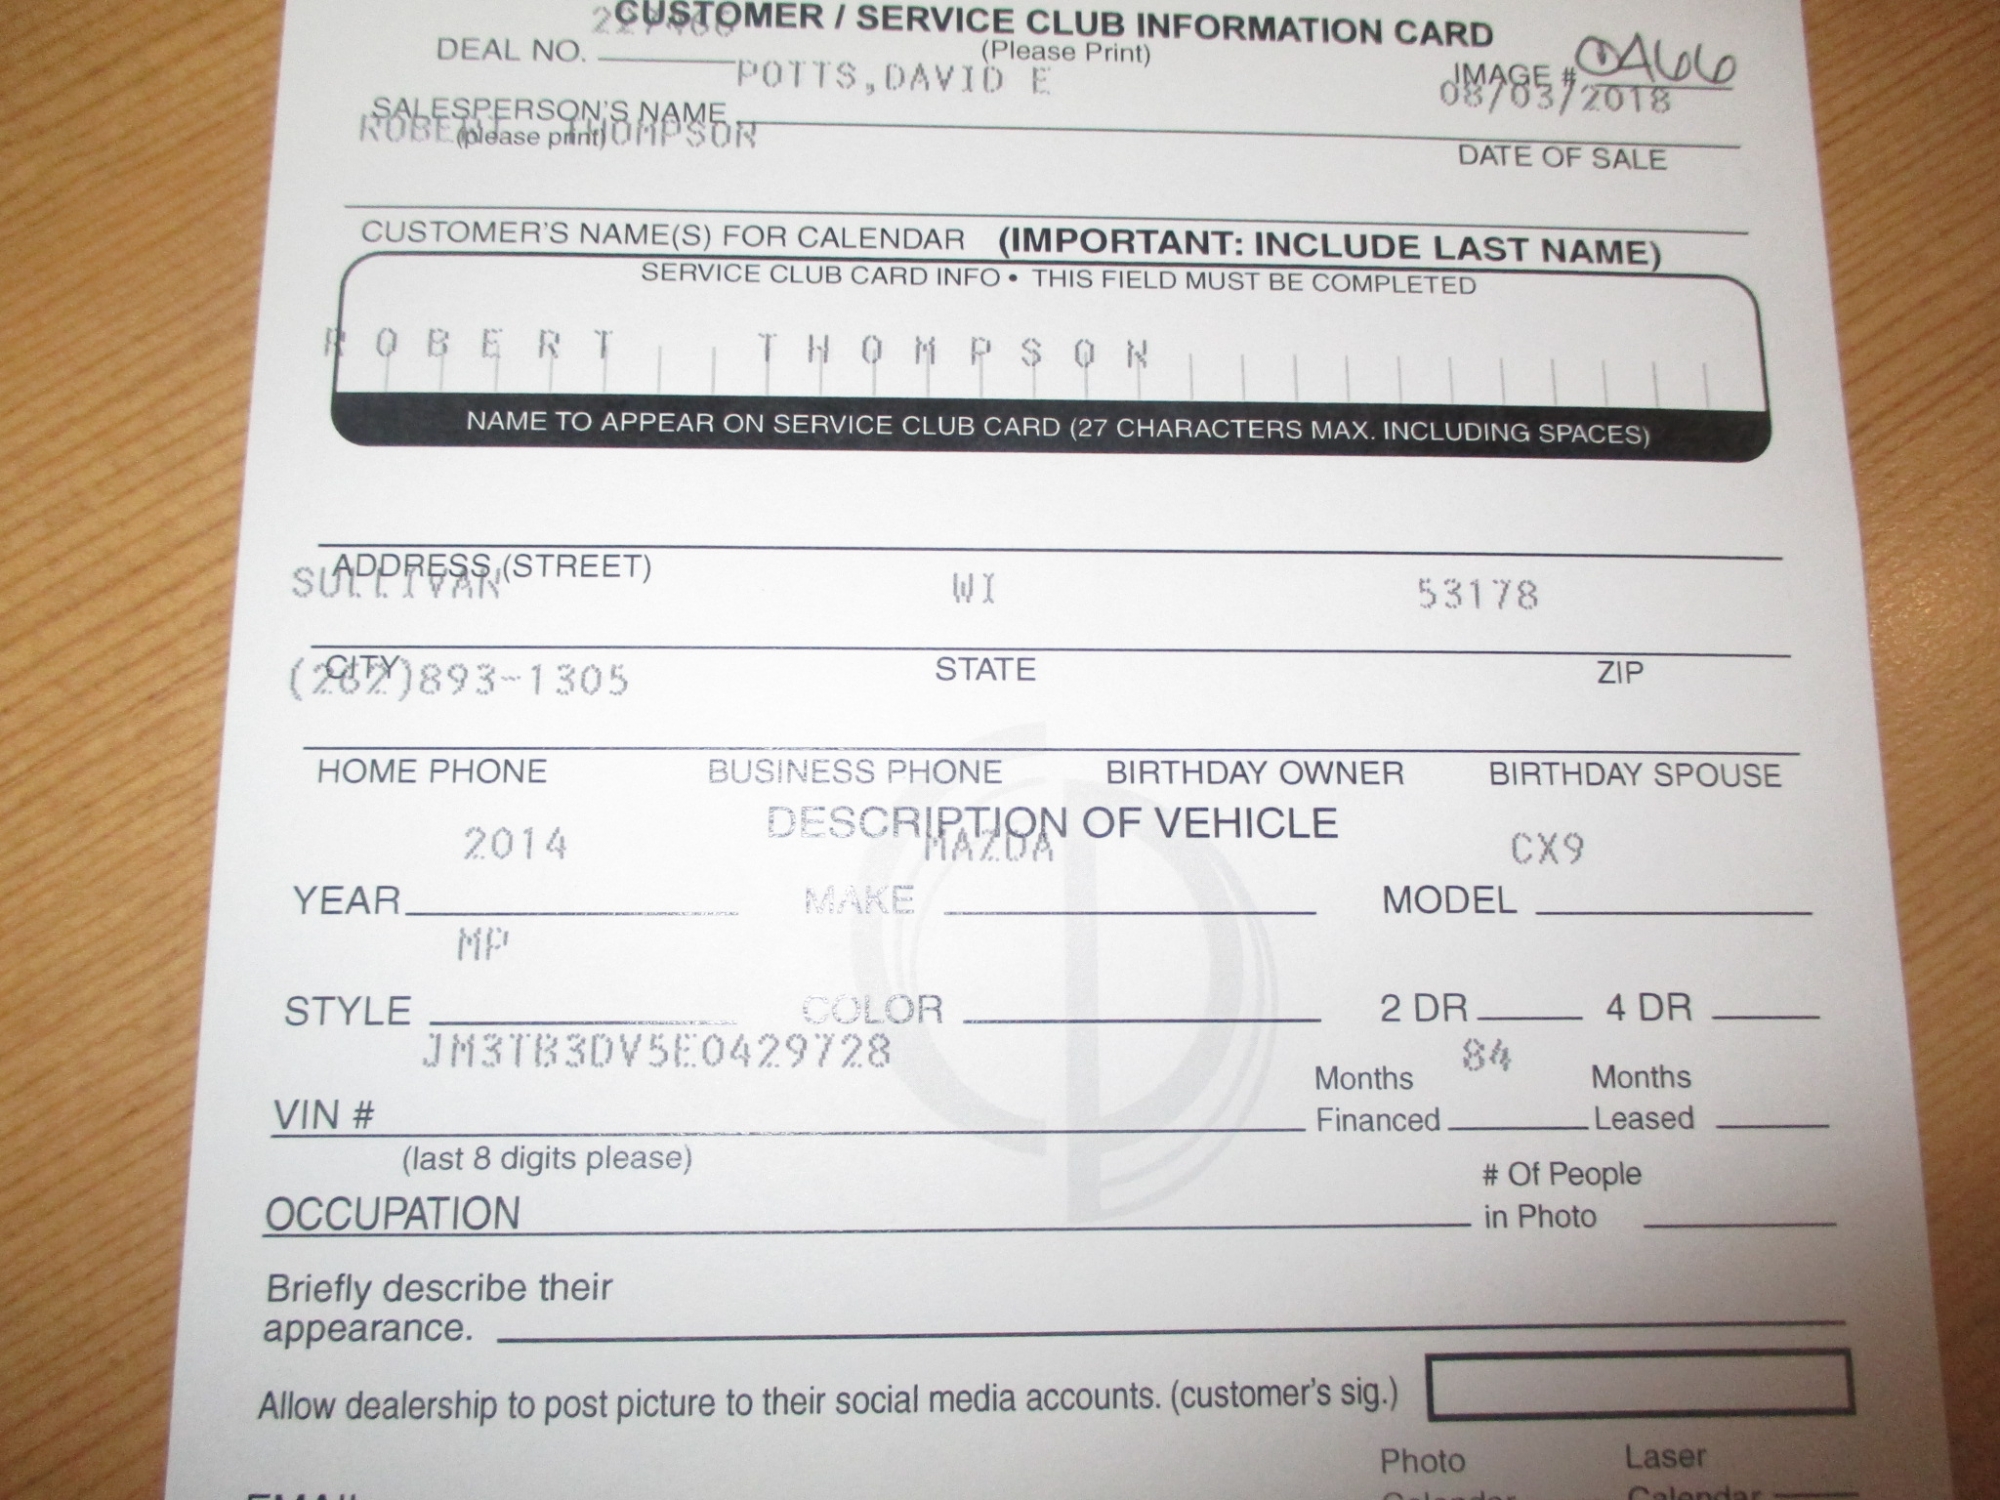 CUSTOMER / SERVICE CLUB INFORMATION CARD
DEAL NO. (Please Print)
POTTS,DAVID E
IMAGE # 0A66
08/03/2018
SALESPERSON'S NAME
(please print)
ROBERT THOMPSON
DATE OF SALE
CUSTOMER'S NAME(S) FOR CALENDAR (IMPORTANT: INCLUDE LAST NAME)
SERVICE CLUB CARD INFO • THIS FIELD MUST BE COMPLETED
ROBERT THOMPSON
NAME TO APPEAR ON SERVICE CLUB CARD (27 CHARACTERS MAX. INCLUDING SPACES)
ADDRESS (STREET)
SULLIVAN WI 53178
CITY STATE ZIP
(262)893-1305
HOME PHONE BUSINESS PHONE BIRTHDAY OWNER BIRTHDAY SPOUSE
DESCRIPTION OF VEHICLE
2014 MAZDA CX9
YEAR MAKE MODEL
MP
STYLE COLOR 2 DR 4 DR
JM3TB3DV5E0429728 84
VIN # Months Financed Months Leased
(last 8 digits please)
OCCUPATION # Of People in Photo
Briefly describe their
appearance.
Allow dealership to post picture to their social media accounts. (customer's sig.)
Photo Laser
Calendar Calendar